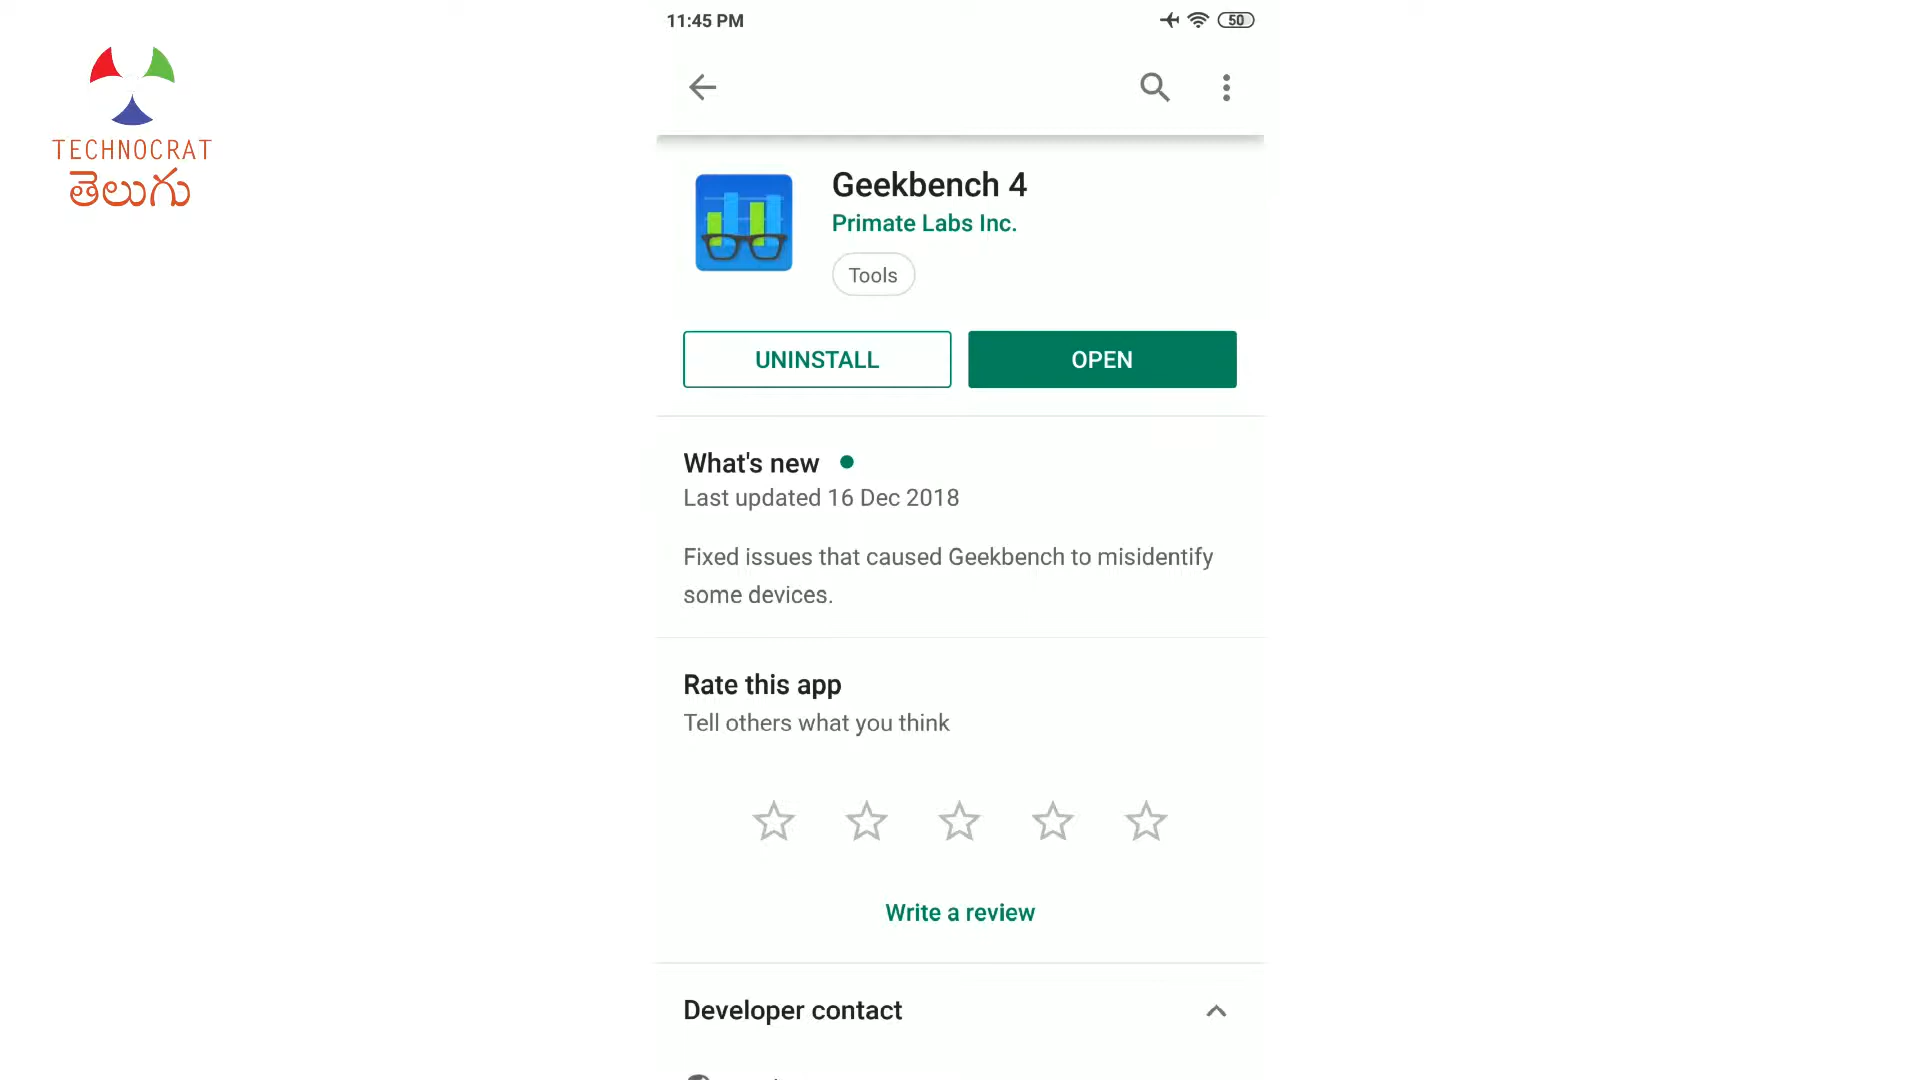 11:45 PM
50
TECHNOCRAT
తెలుగు
Geekbench 4
Primate Labs Inc.
Tools
UNINSTALL
OPEN
What's new
Last updated 16 Dec 2018
Fixed issues that caused Geekbench to misidentify
some devices.
Rate this app
Tell others what you think
Write a review
Developer contact